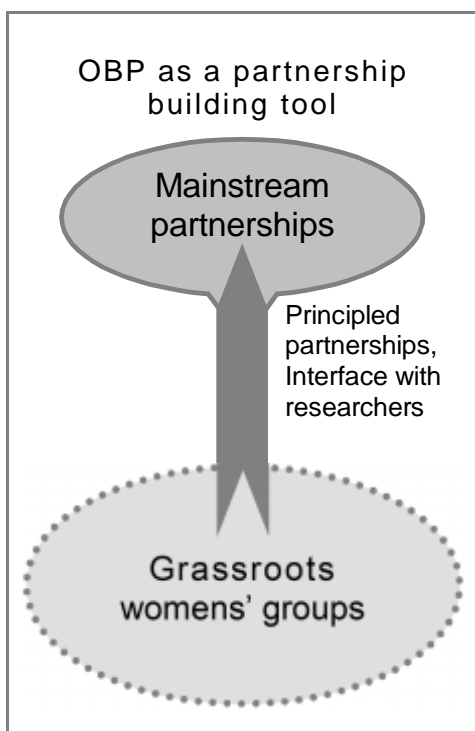 OBP as a partnership
building tool
Mainstream
partnerships
Principled
partnerships,
Interface with
researchers
Grassroots
womens' groups